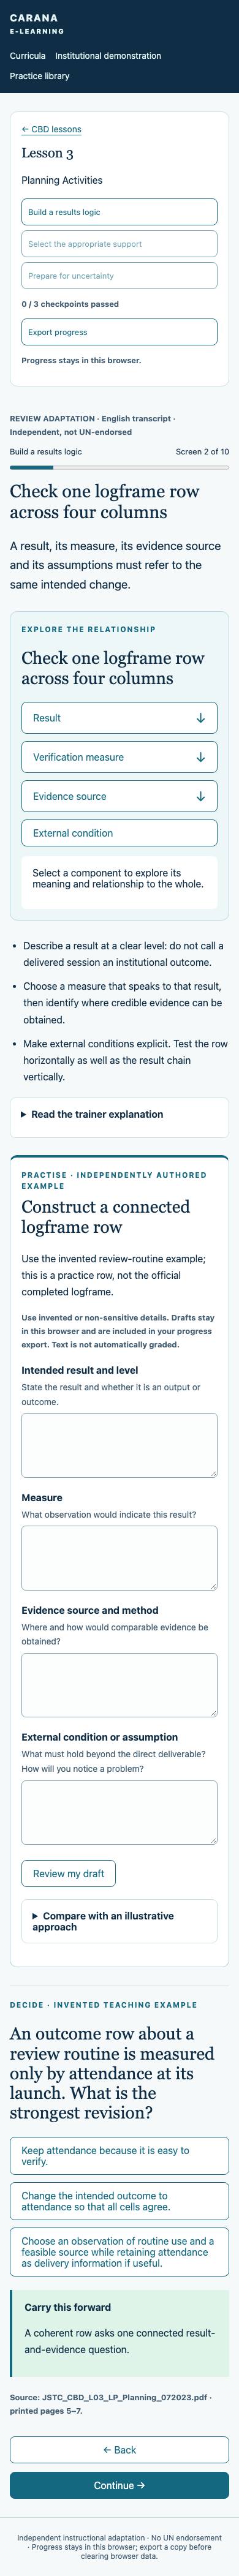 CARANA
E-LEARNING
Curricula Institutional demonstration
Practice library
← CBD lessons
Lesson 3
Planning Activities
Build a results logic
Select the appropriate support
Prepare for uncertainty
0 / 3 checkpoints passed
Export progress
Progress stays in this browser.
REVIEW ADAPTATION · English transcript ·
Independent, not UN-endorsed
Build a results logic Screen 2 of 10
Check one logframe row
across four columns
A result, its measure, its evidence source
and its assumptions must refer to the
same intended change.
EXPLORE THE RELATIONSHIP
Check one logframe row
across four columns
Result ↓
Verification measure ↓
Evidence source ↓
External condition
Select a component to explore its
meaning and relationship to the whole.
• Describe a result at a clear level: do not call a
delivered session an institutional outcome.
• Choose a measure that speaks to that result,
then identify where credible evidence can be
obtained.
• Make external conditions explicit. Test the row
horizontally as well as the result chain
vertically.
▶ Read the trainer explanation
PRACTISE · INDEPENDENTLY AUTHORED
EXAMPLE
Construct a connected
logframe row
Use the invented review-routine example;
this is a practice row, not the official
completed logframe.
Use invented or non-sensitive details. Drafts stay
in this browser and are included in your progress
export. Text is not automatically graded.
Intended result and level
State the result and whether it is an output or
outcome.
Measure
What observation would indicate this result?
Evidence source and method
Where and how would comparable evidence be
obtained?
External condition or assumption
What must hold beyond the direct deliverable?
How will you notice a problem?
Review my draft
▶ Compare with an illustrative
approach
DECIDE · INVENTED TEACHING EXAMPLE
An outcome row about a
review routine is measured
only by attendance at its
launch. What is the
strongest revision?
Keep attendance because it is easy to
verify.
Change the intended outcome to
attendance so that all cells agree.
Choose an observation of routine use and a
feasible source while retaining attendance
as delivery information if useful.
Carry this forward
A coherent row asks one connected result-
and-evidence question.
Source: JSTC_CBD_L03_LP_Planning_072023.pdf ·
printed pages 5–7.
← Back
Continue →
Independent instructional adaptation · No UN endorsement
· Progress stays in this browser; export a copy before
clearing browser data.